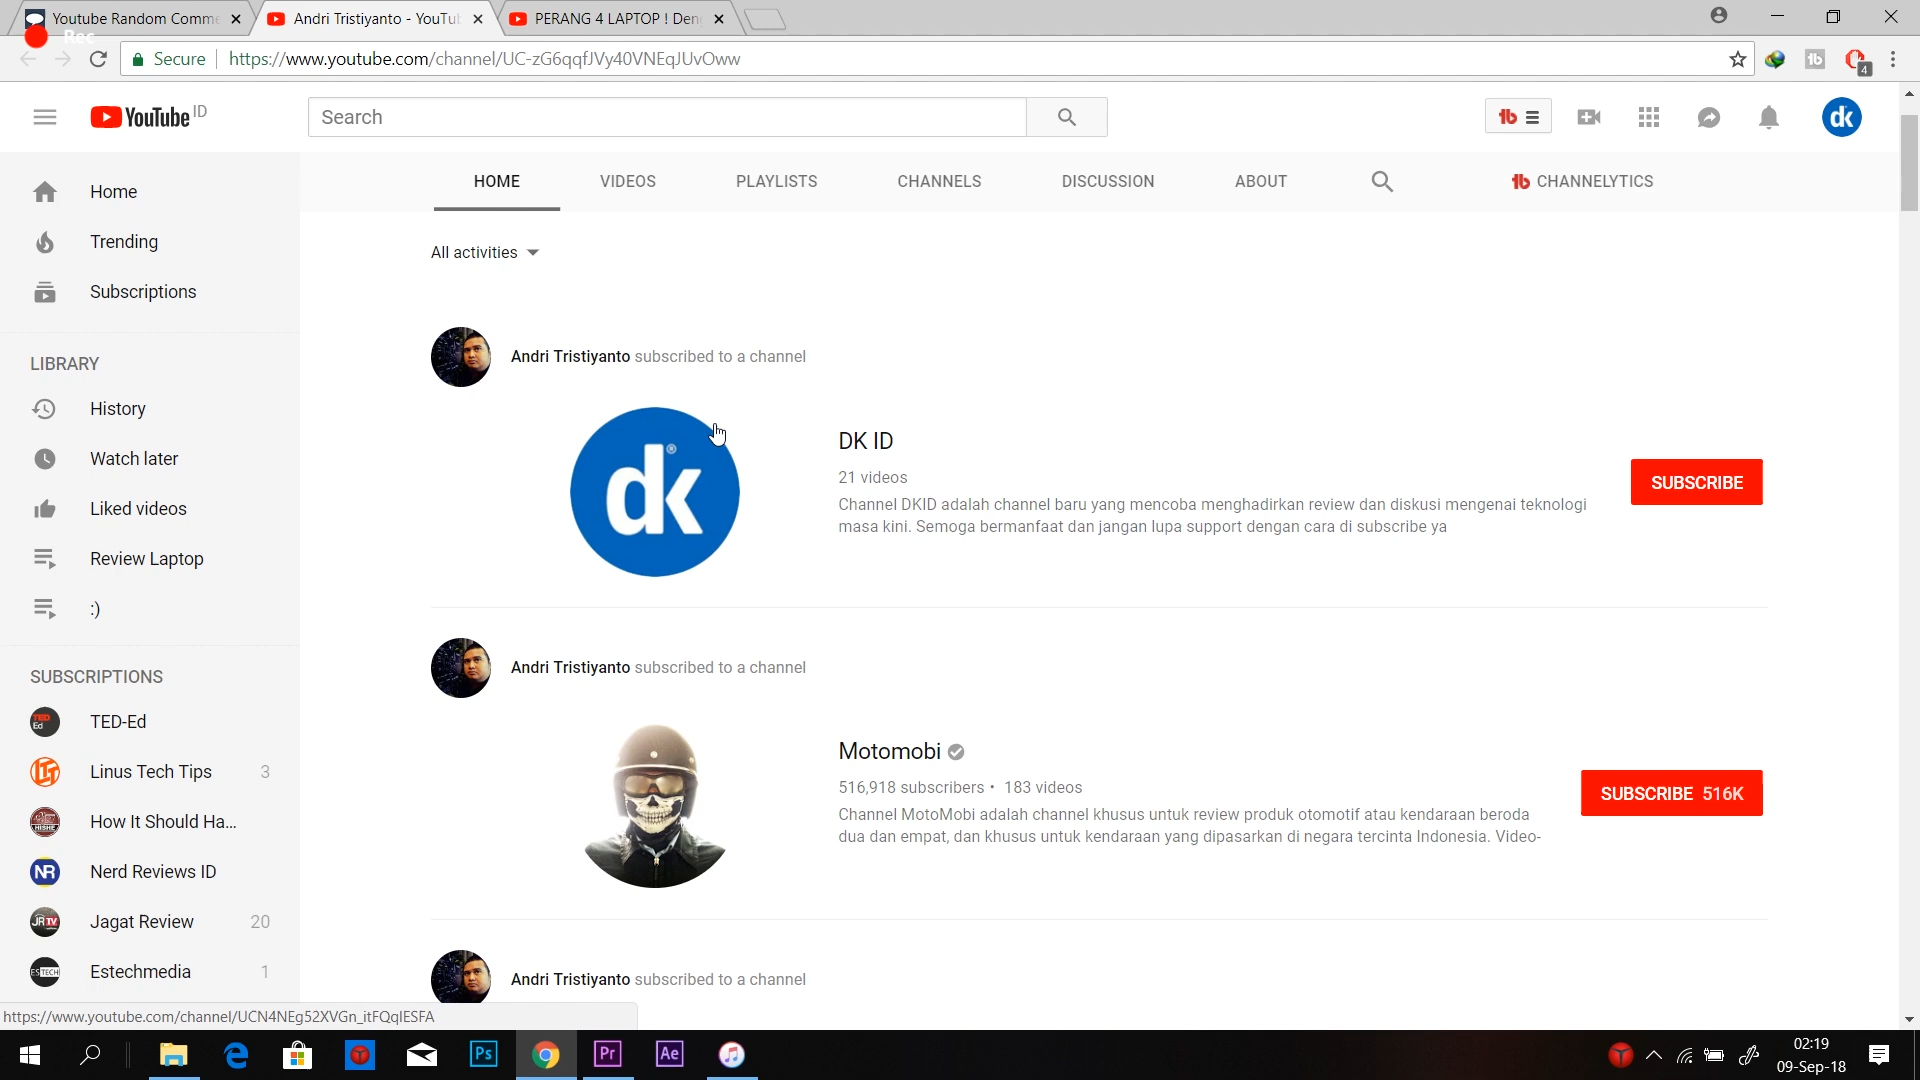 Youtube Random Comme
Andri Tristiyanto - YouTu
PERANG 4 LAPTOP ! Den
Rec
Secure
https://www.youtube.com/channel/UC-zG6qqfJVy40VNEqJUvOww
4
YouTube ID
Search
dk
HOME
VIDEOS
PLAYLISTS
CHANNELS
DISCUSSION
ABOUT
CHANNELYTICS
Home
Trending
Subscriptions
LIBRARY
History
Watch later
Liked videos
Review Laptop
:)
SUBSCRIPTIONS
TED-Ed
Linus Tech Tips 3
How It Should Ha...
Nerd Reviews ID
Jagat Review 20
Estechmedia 1
All activities
Andri Tristiyanto subscribed to a channel
dk
DK ID
21 videos
Channel DKID adalah channel baru yang mencoba menghadirkan review dan diskusi mengenai teknologi
masa kini. Semoga bermanfaat dan jangan lupa support dengan cara di subscribe ya
SUBSCRIBE
Andri Tristiyanto subscribed to a channel
Motomobi
516,918 subscribers • 183 videos
Channel MotoMobi adalah channel khusus untuk review produk otomotif atau kendaraan beroda
dua dan empat, dan khusus untuk kendaraan yang dipasarkan di negara tercinta Indonesia. Video-
SUBSCRIBE 516K
Andri Tristiyanto subscribed to a channel
https://www.youtube.com/channel/UCN4NEg52XVGn_itFQqIESFA
Ps
Pr
Ae
02:19
09-Sep-18